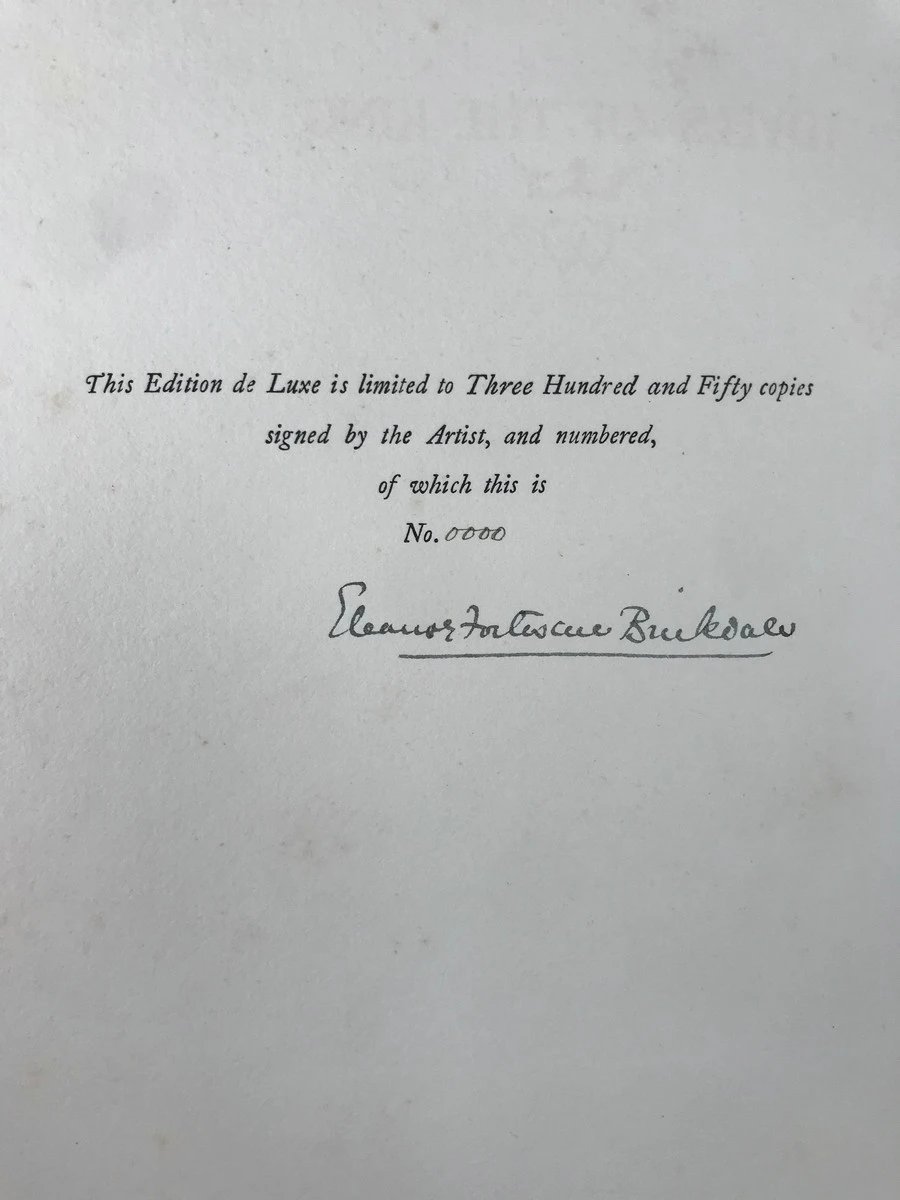 This Edition de Luxe is limited to Three Hundred and Fifty copies
signed by the Artist, and numbered,
of which this is
No. 0000
Eleanor Fortescue Brickdale